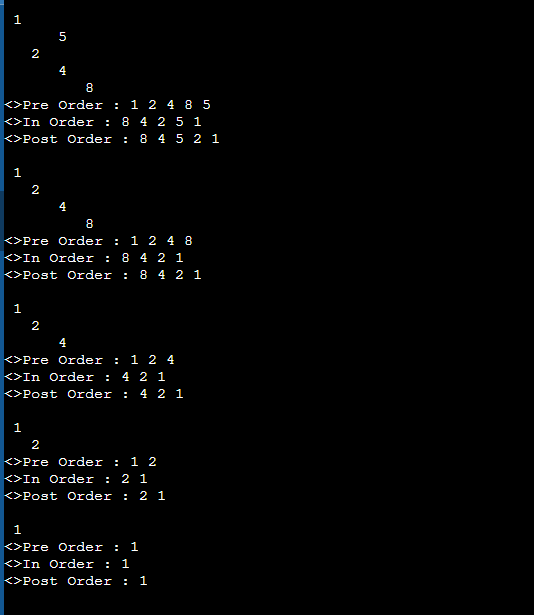 1
5
2
4
8
<>Pre Order : 1 2 4 8 5
<>In Order : 8 4 2 5 1
<>Post Order : 8 4 5 2 1
1
2
4
8
<>Pre Order : 1 2 4 8
<>In Order : 8 4 2 1
<>Post Order : 8 4 2 1
1
2
4
<>Pre Order : 1 2 4
<>In Order : 4 2 1
<>Post Order : 4 2 1
1
2
<>Pre Order : 1 2
<>In Order : 2 1
<>Post Order : 2 1
1
<>Pre Order : 1
<>In Order : 1
<>Post Order : 1